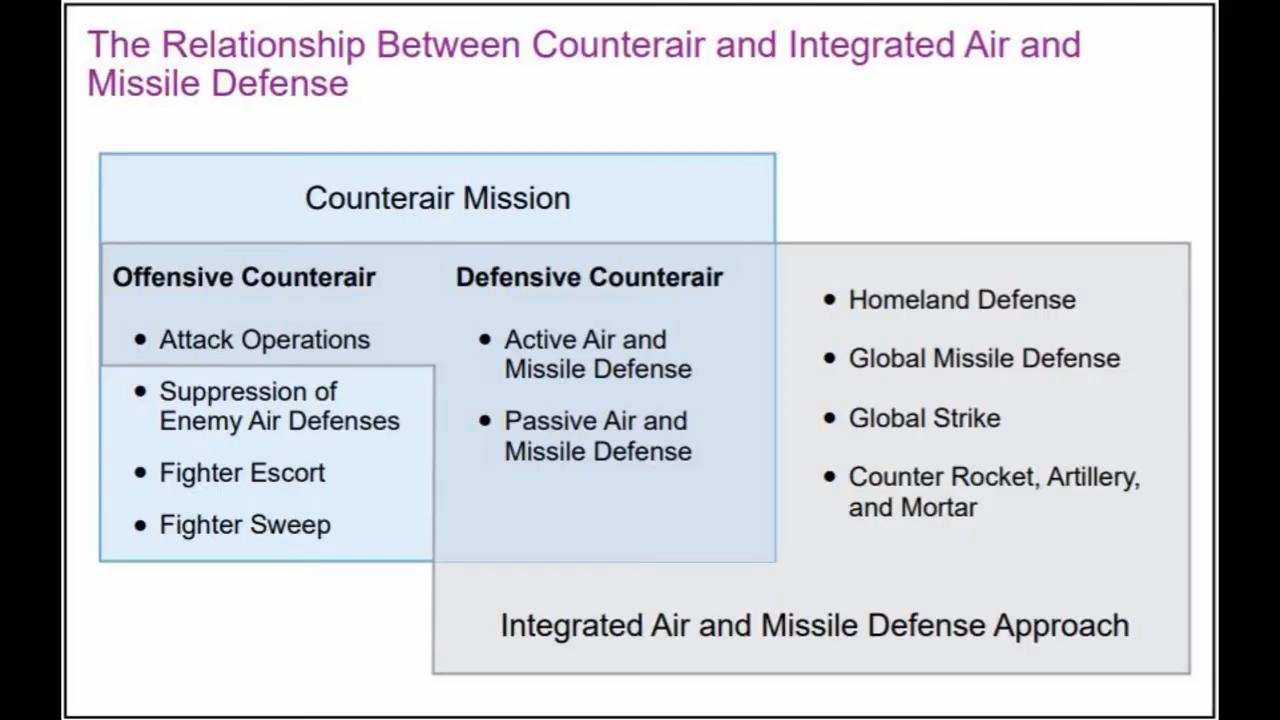 The Relationship Between Counterair and Integrated Air and
Missile Defense
Counterair Mission
Offensive Counterair
• Attack Operations
• Suppression of
Enemy Air Defenses
• Fighter Escort
• Fighter Sweep
Defensive Counterair
• Active Air and
Missile Defense
• Passive Air and
Missile Defense
• Homeland Defense
• Global Missile Defense
• Global Strike
• Counter Rocket, Artillery,
and Mortar
Integrated Air and Missile Defense Approach